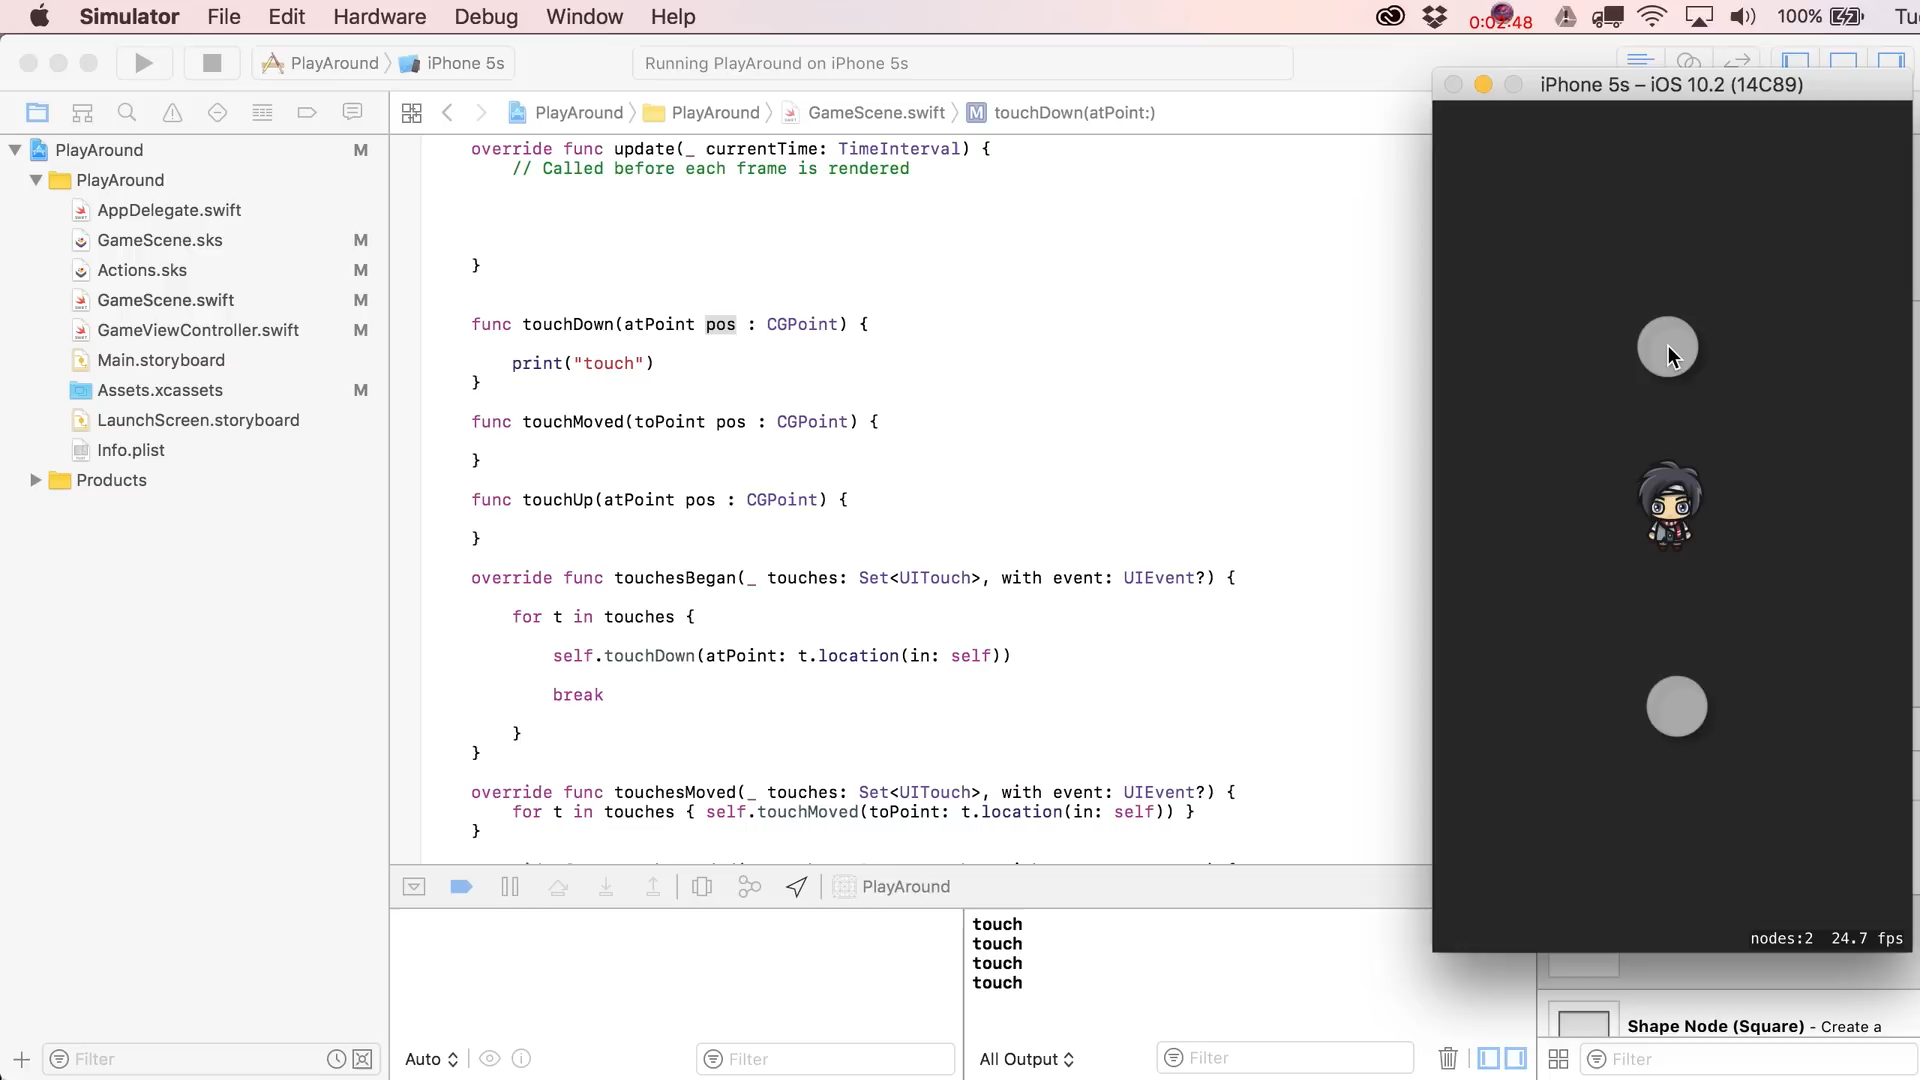 Simulator File Edit Hardware Debug Window Help
0:02:48
100%
PlayAround
iPhone 5s
Running PlayAround on iPhone 5s
iPhone 5s – iOS 10.2 (14C89)
PlayAround PlayAround GameScene.swift M touchDown(atPoint:)
PlayAround M
PlayAround
AppDelegate.swift
GameScene.sks M
Actions.sks M
GameScene.swift M
GameViewController.swift M
Main.storyboard
Assets.xcassets M
LaunchScreen.storyboard
Info.plist
Products
override func update(_ currentTime: TimeInterval) {
// Called before each frame is rendered
}
func touchDown(atPoint pos : CGPoint) {
print("touch")
}
func touchMoved(toPoint pos : CGPoint) {
}
func touchUp(atPoint pos : CGPoint) {
}
override func touchesBegan(_ touches: Set<UITouch>, with event: UIEvent?) {
for t in touches {
self.touchDown(atPoint: t.location(in: self))
break
}
}
override func touchesMoved(_ touches: Set<UITouch>, with event: UIEvent?) {
for t in touches { self.touchMoved(toPoint: t.location(in: self)) }
}
nodes:2 24.7 fps
PlayAround
touch
touch
touch
touch
Shape Node (Square) - Create a
Filter
Auto
Filter
All Output
Filter
Filter